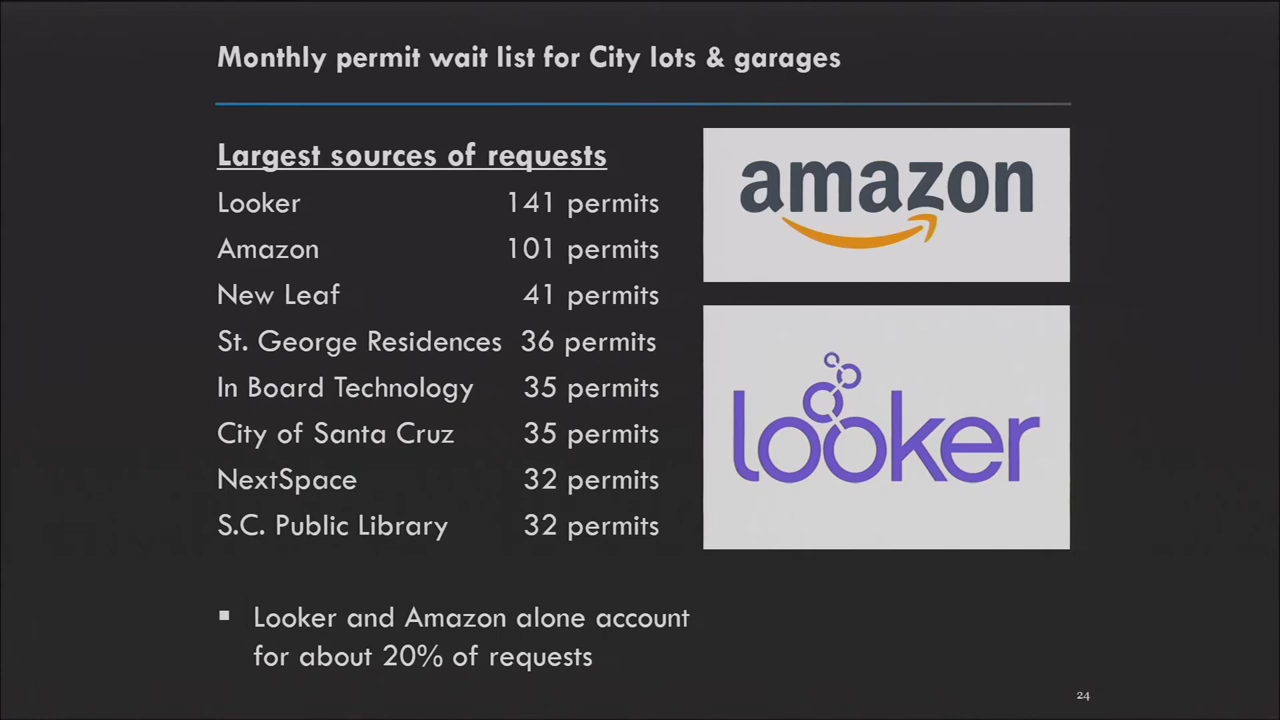 Monthly permit wait list for City lots & garages
Largest sources of requests
Looker 141 permits
Amazon 101 permits
New Leaf 41 permits
St. George Residences 36 permits
In Board Technology 35 permits
City of Santa Cruz 35 permits
NextSpace 32 permits
S.C. Public Library 32 permits
amazon
looker
▪ Looker and Amazon alone account
for about 20% of requests
24